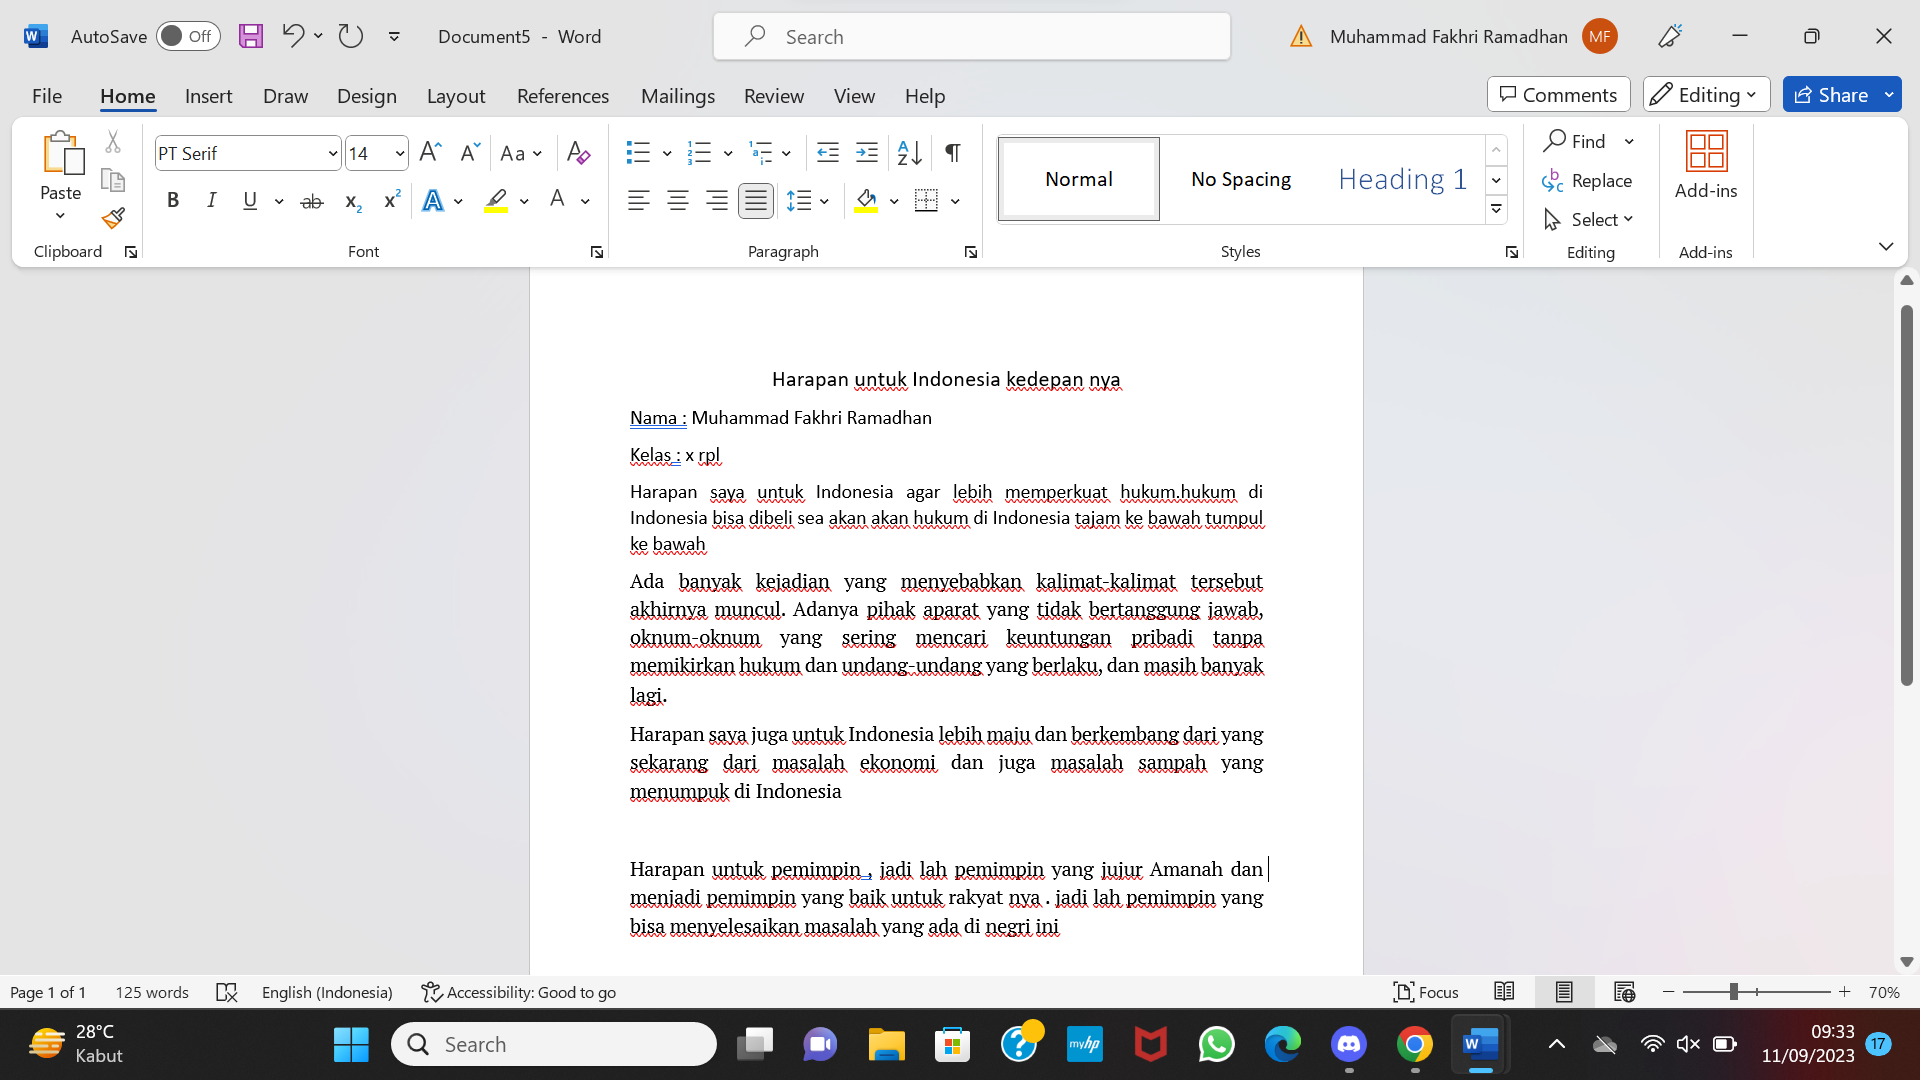 AutoSave Off Document5 - Word Search Muhammad Fakhri Ramadhan MF
File Home Insert Draw Design Layout References Mailings Review View Help Comments Editing Share
Paste PT Serif 14 Aa Normal No Spacing Heading 1 Find Replace Select Add-ins
Clipboard Font Paragraph Styles Editing Add-ins
Harapan untuk Indonesia kedepan nya
Nama : Muhammad Fakhri Ramadhan
Kelas : x rpl
Harapan saya untuk Indonesia agar lebih memperkuat hukum.hukum di
Indonesia bisa dibeli sea akan akan hukum di Indonesia tajam ke bawah tumpul
ke bawah
Ada banyak kejadian yang menyebabkan kalimat-kalimat tersebut
akhirnya muncul. Adanya pihak aparat yang tidak bertanggung jawab,
oknum-oknum yang sering mencari keuntungan pribadi tanpa
memikirkan hukum dan undang-undang yang berlaku, dan masih banyak
lagi.
Harapan saya juga untuk Indonesia lebih maju dan berkembang dari yang
sekarang dari masalah ekonomi dan juga masalah sampah yang
menumpuk di Indonesia
Harapan untuk pemimpin , jadi lah pemimpin yang jujur Amanah dan
menjadi pemimpin yang baik untuk rakyat nya . jadi lah pemimpin yang
bisa menyelesaikan masalah yang ada di negri ini
Page 1 of 1 125 words English (Indonesia) Accessibility: Good to go Focus 70%
28°C
Kabut
Search
myhp
09:33
11/09/2023
17